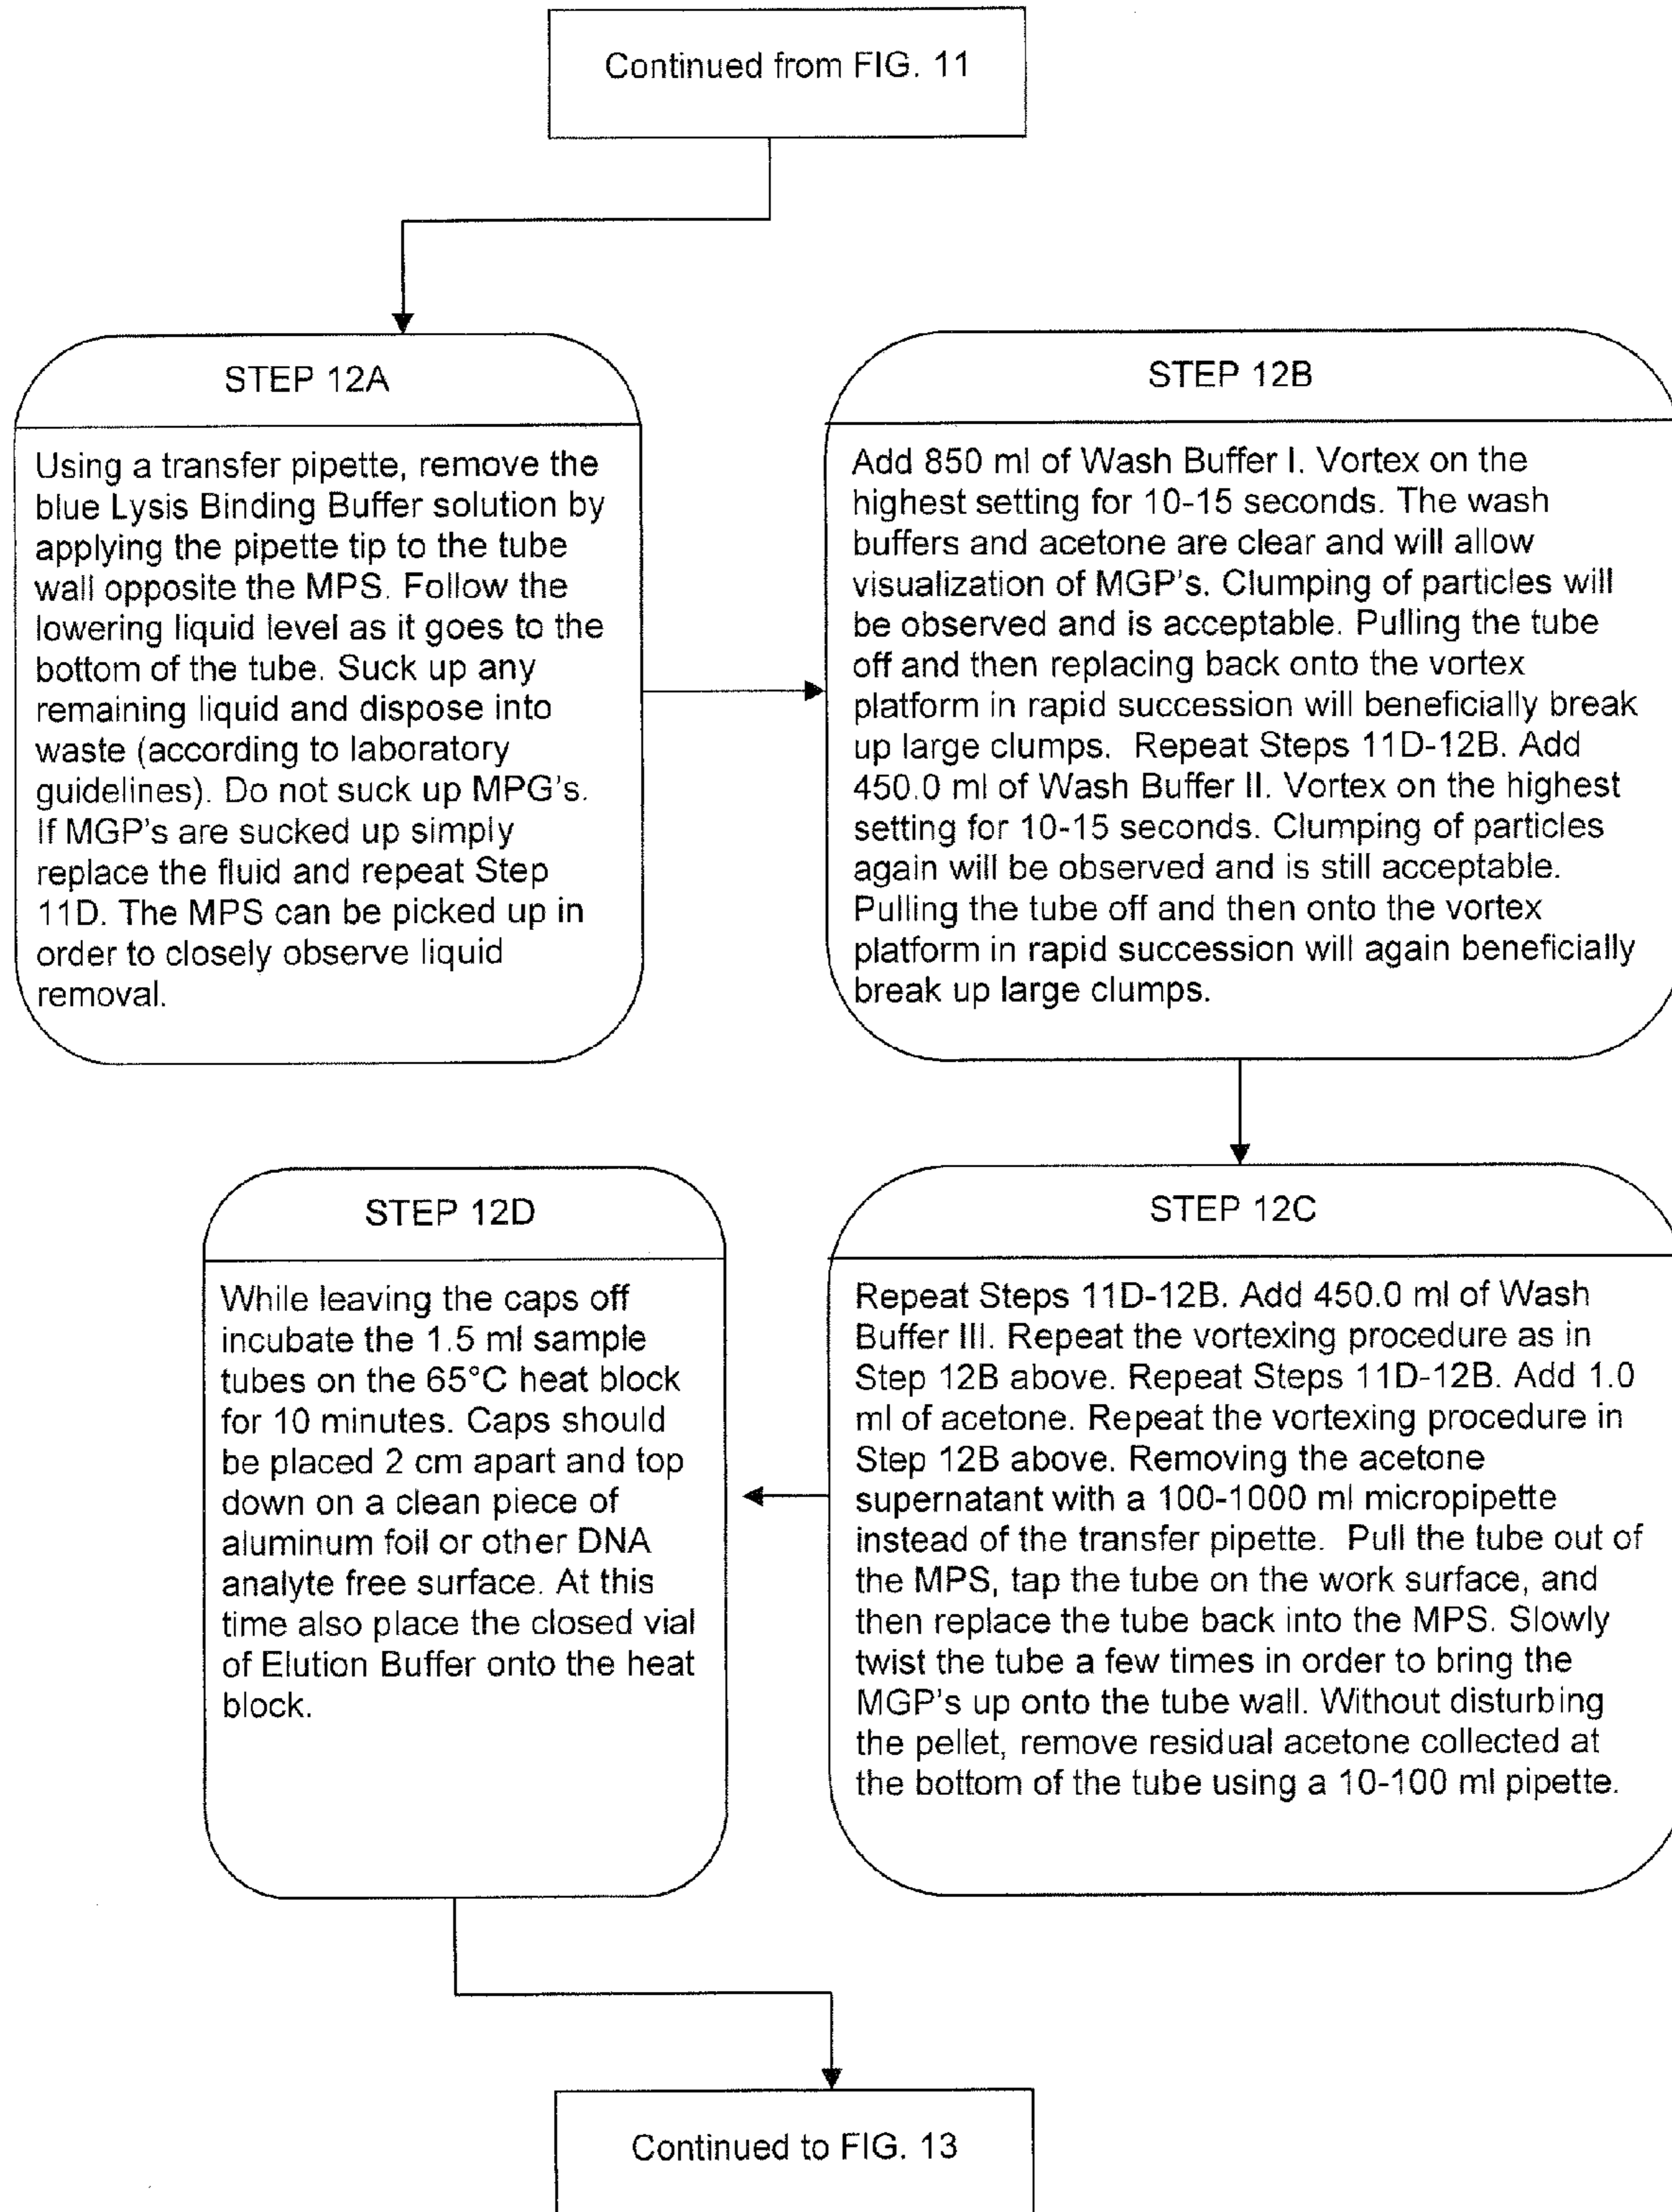 Continued from FIG. 11
STEP 12A
Using a transfer pipette, remove the
blue Lysis Binding Buffer solution by
applying the pipette tip to the tube
wall opposite the MPS. Follow the
lowering liquid level as it goes to the
bottom of the tube. Suck up any
remaining liquid and dispose into
waste (according to laboratory
guidelines). Do not suck up MPG's.
If MGP's are sucked up simply
replace the fluid and repeat Step
11D. The MPS can be picked up in
order to closely observe liquid
removal.
STEP 12B
Add 850 ml of Wash Buffer I. Vortex on the
highest setting for 10-15 seconds. The wash
buffers and acetone are clear and will allow
visualization of MGP's. Clumping of particles will
be observed and is acceptable. Pulling the tube
off and then replacing back onto the vortex
platform in rapid succession will beneficially break
up large clumps. Repeat Steps 11D-12B. Add
450.0 ml of Wash Buffer II. Vortex on the highest
setting for 10-15 seconds. Clumping of particles
again will be observed and is still acceptable.
Pulling the tube off and then onto the vortex
platform in rapid succession will again beneficially
break up large clumps.
STEP 12C
Repeat Steps 11D-12B. Add 450.0 ml of Wash
Buffer III. Repeat the vortexing procedure as in
Step 12B above. Repeat Steps 11D-12B. Add 1.0
ml of acetone. Repeat the vortexing procedure in
Step 12B above. Removing the acetone
supernatant with a 100-1000 ml micropipette
instead of the transfer pipette. Pull the tube out of
the MPS, tap the tube on the work surface, and
then replace the tube back into the MPS. Slowly
twist the tube a few times in order to bring the
MGP's up onto the tube wall. Without disturbing
the pellet, remove residual acetone collected at
the bottom of the tube using a 10-100 ml pipette.
STEP 12D
While leaving the caps off
incubate the 1.5 ml sample
tubes on the 65°C heat block
for 10 minutes. Caps should
be placed 2 cm apart and top
down on a clean piece of
aluminum foil or other DNA
analyte free surface. At this
time also place the closed vial
of Elution Buffer onto the heat
block.
Continued to FIG. 13